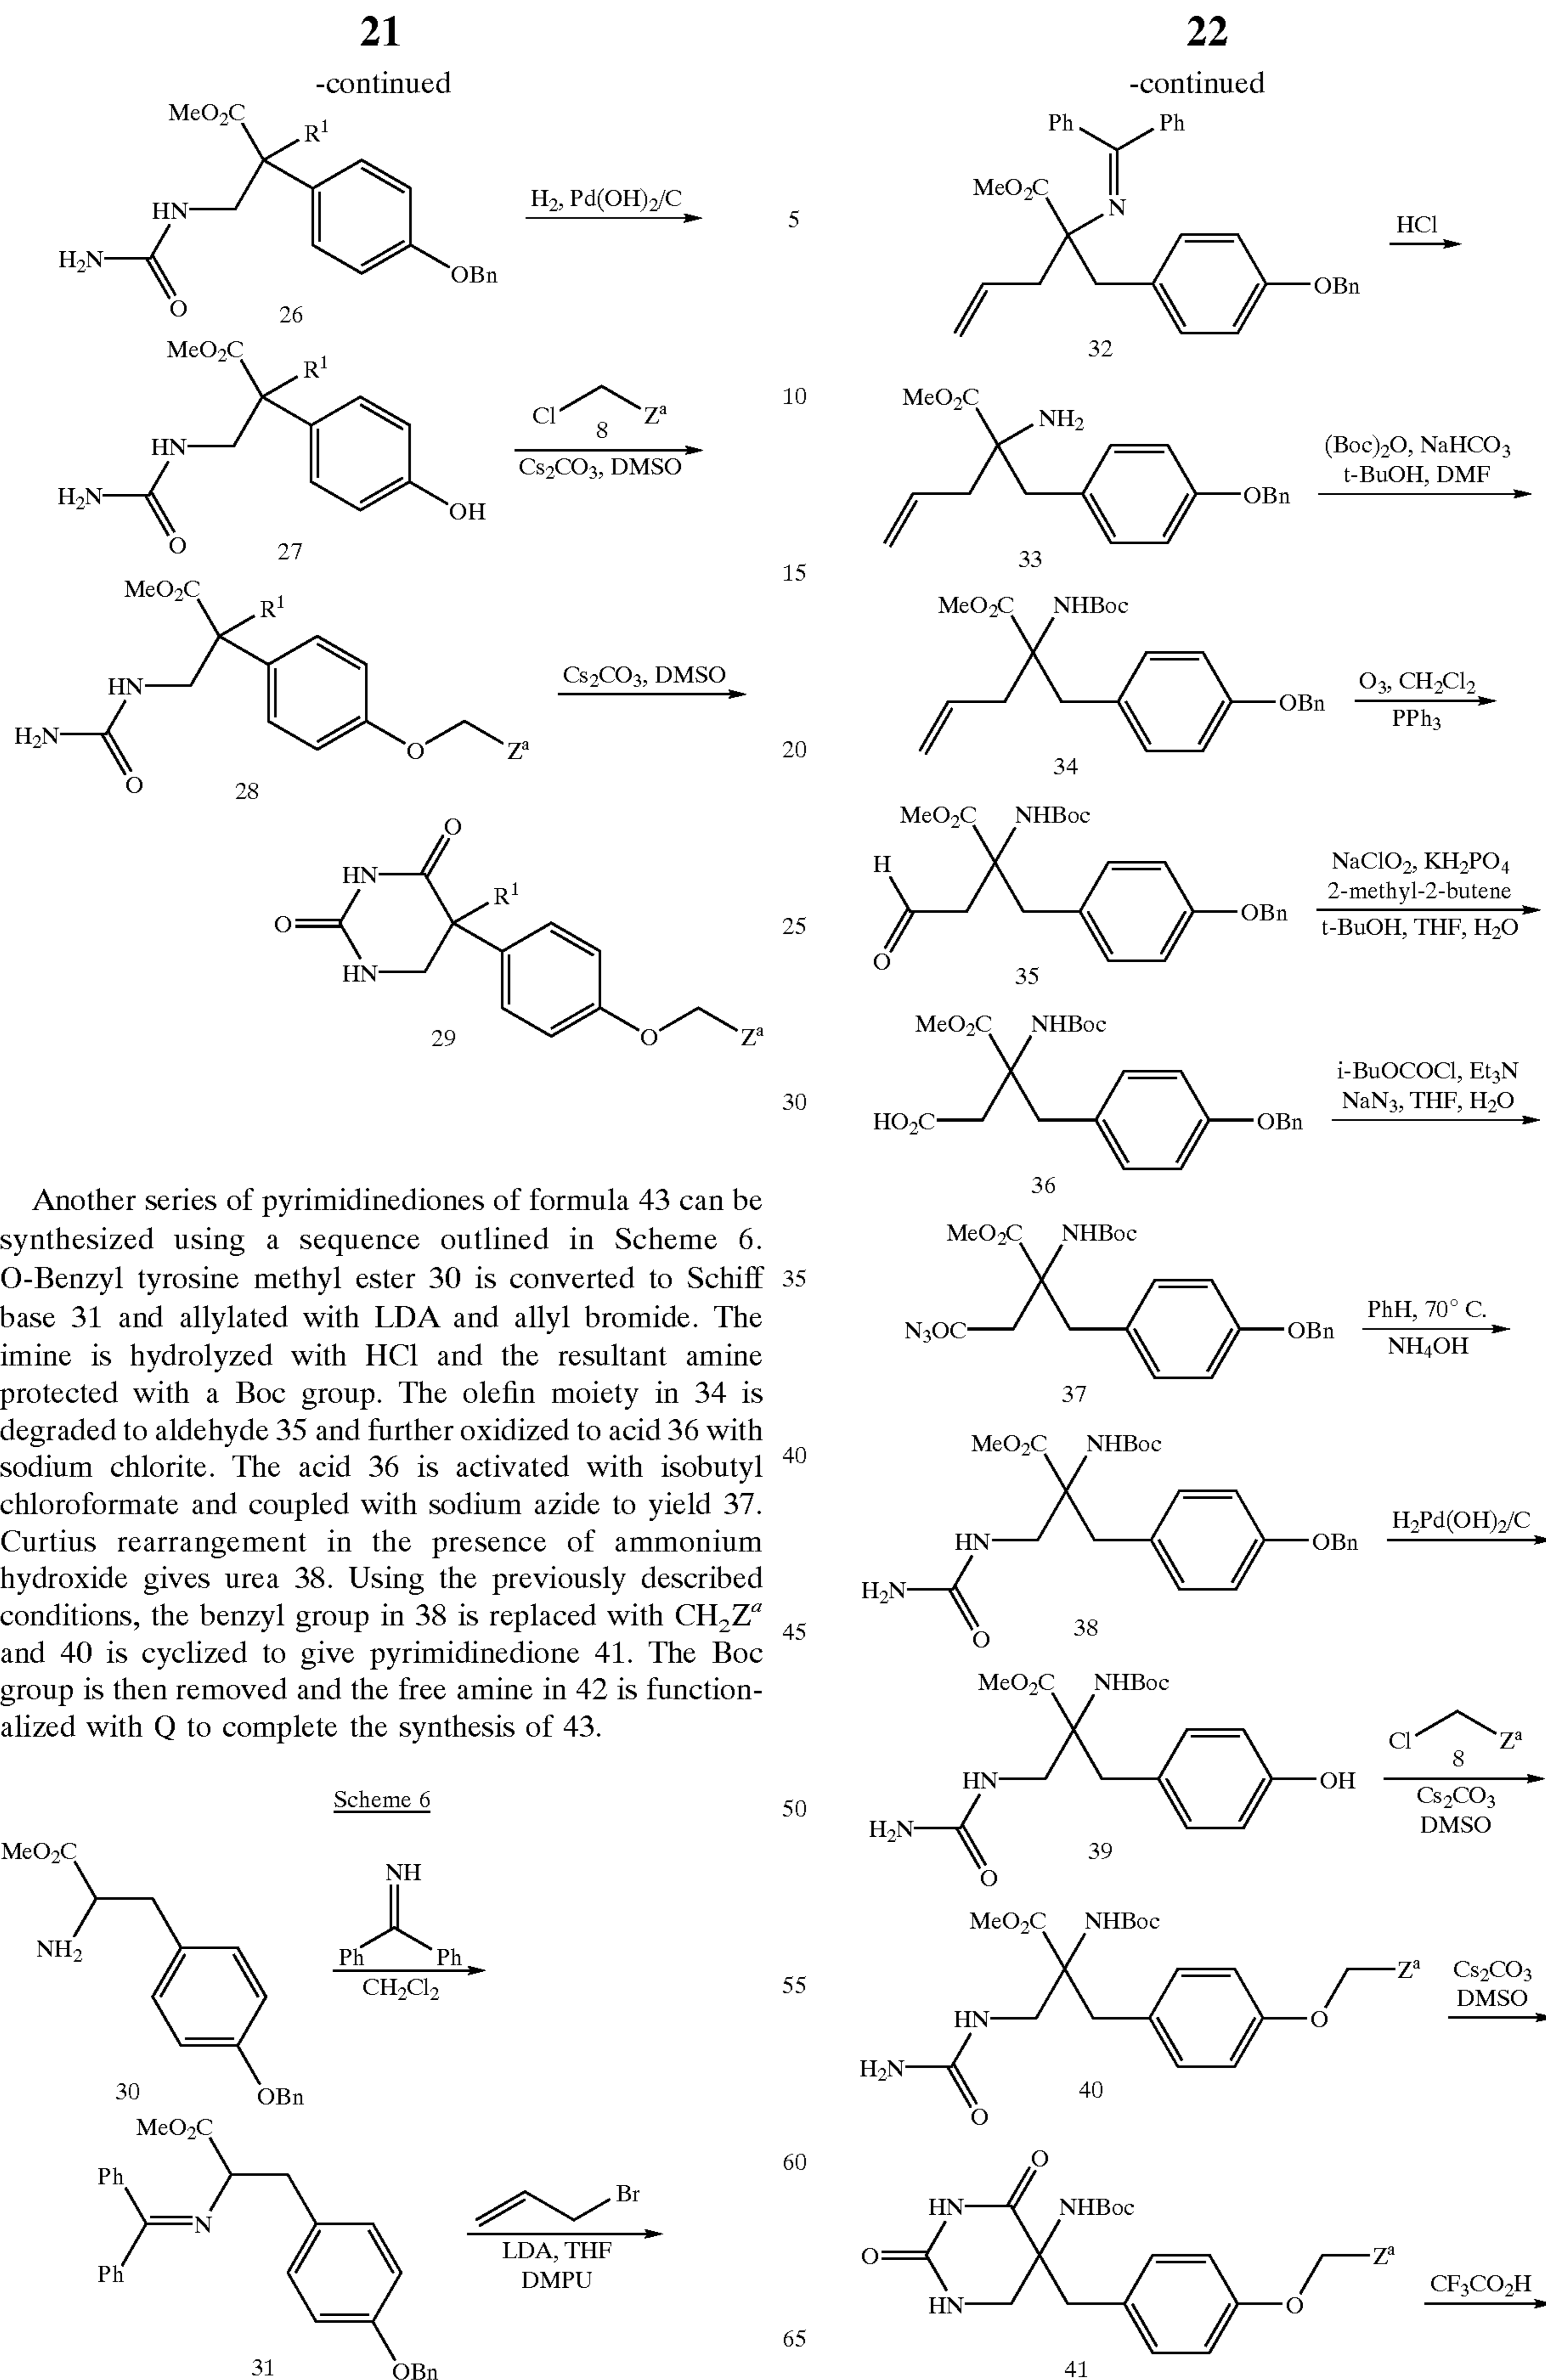 21
-continued
MeO₂C
R¹
HN
H₂N
O
OBn
26
H₂, Pd(OH)₂/C
MeO₂C
R¹
HN
H₂N
O
OH
27
Cl
Zᵃ
8
Cs₂CO₃, DMSO
MeO₂C
R¹
HN
H₂N
O
O
Zᵃ
28
Cs₂CO₃, DMSO
O
HN
R¹
O
HN
O
Zᵃ
29
Another series of pyrimidinediones of formula 43 can be
synthesized using a sequence outlined in Scheme 6.
O-Benzyl tyrosine methyl ester 30 is converted to Schiff
base 31 and allylated with LDA and allyl bromide. The
imine is hydrolyzed with HCl and the resultant amine
protected with a Boc group. The olefin moiety in 34 is
degraded to aldehyde 35 and further oxidized to acid 36 with
sodium chlorite. The acid 36 is activated with isobutyl
chloroformate and coupled with sodium azide to yield 37.
Curtius rearrangement in the presence of ammonium
hydroxide gives urea 38. Using the previously described
conditions, the benzyl group in 38 is replaced with CH₂Zᵃ
and 40 is cyclized to give pyrimidinedione 41. The Boc
group is then removed and the free amine in 42 is function-
alized with Q to complete the synthesis of 43.
Scheme 6
MeO₂C
NH₂
OBn
30
NH
Ph
Ph
CH₂Cl₂
MeO₂C
Ph
N
Ph
OBn
31
Br
LDA, THF
DMPU
5
10
15
20
25
30
35
40
45
50
55
60
65
22
-continued
Ph
Ph
MeO₂C
N
OBn
32
HCl
MeO₂C
NH₂
OBn
33
(Boc)₂O, NaHCO₃
t-BuOH, DMF
MeO₂C
NHBoc
OBn
34
O₃, CH₂Cl₂
PPh₃
MeO₂C
NHBoc
H
O
OBn
35
NaClO₂, KH₂PO₄
2-methyl-2-butene
t-BuOH, THF, H₂O
MeO₂C
NHBoc
HO₂C
OBn
36
i-BuOCOCl, Et₃N
NaN₃, THF, H₂O
MeO₂C
NHBoc
N₃OC
OBn
37
PhH, 70° C.
NH₄OH
MeO₂C
NHBoc
HN
H₂N
O
OBn
38
H₂Pd(OH)₂/C
MeO₂C
NHBoc
HN
H₂N
O
OH
39
Cl
Zᵃ
8
Cs₂CO₃
DMSO
MeO₂C
NHBoc
HN
H₂N
O
O
Zᵃ
40
Cs₂CO₃
DMSO
O
HN
NHBoc
O
HN
O
Zᵃ
41
CF₃CO₂H